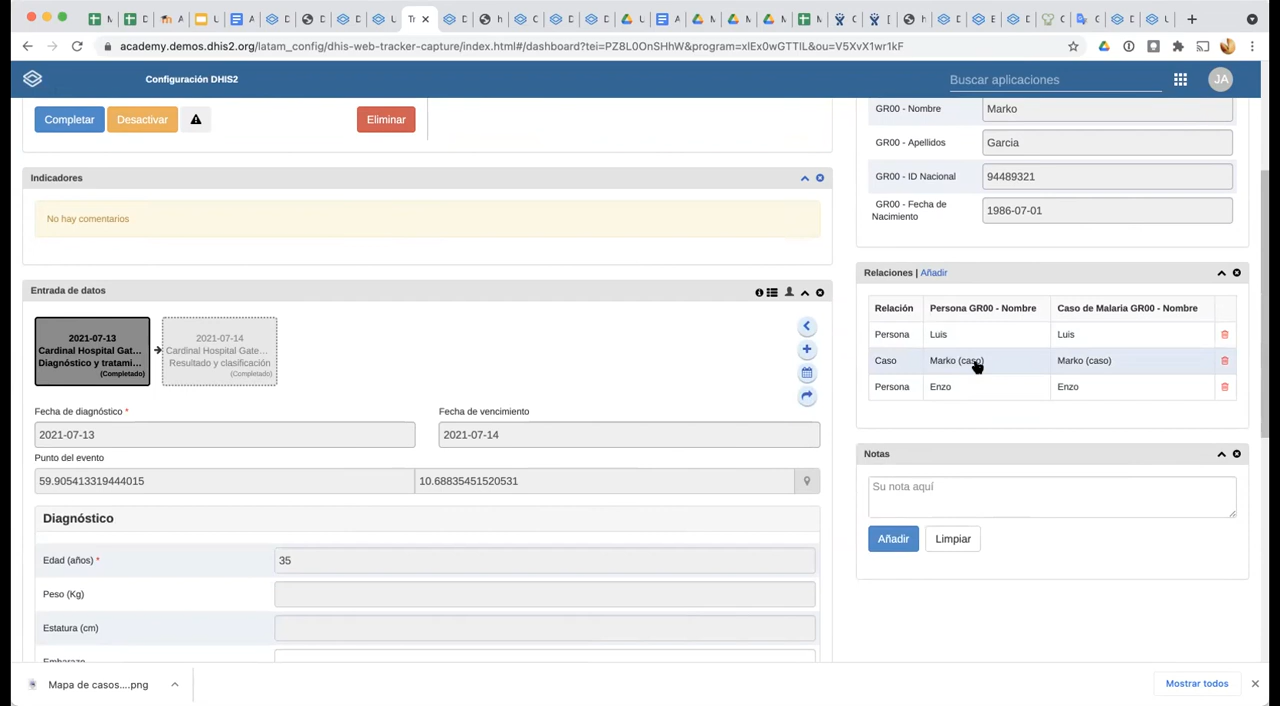 Tr
academy.demos.dhis2.org/latam_config/dhis-web-tracker-capture/index.html#/dashboard?tei=PZ8L0OnSHhW&program=xlEx0wGTTIL&ou=V5XvX1wr1kF
Configuración DHIS2
Buscar aplicaciones
JA
Completar
Desactivar
Eliminar
GR00 - Nombre
Marko
GR00 - Apellidos
Garcia
GR00 - ID Nacional
94489321
GR00 - Fecha de
Nacimiento
1986-07-01
Indicadores
No hay comentarios
Relaciones | Añadir
Relación
Persona GR00 - Nombre
Caso de Malaria GR00 - Nombre
Persona
Luis
Luis
Caso
Marko (caso)
Marko (caso)
Persona
Enzo
Enzo
Entrada de datos
2021-07-13
Cardinal Hospital Gate...
Diagnóstico y tratami...
(Completado)
2021-07-14
Cardinal Hospital Gate...
Resultado y clasificación
(Completado)
Fecha de diagnóstico *
Fecha de vencimiento
2021-07-13
2021-07-14
Punto del evento
59.905413319444015
10.68835451520531
Diagnóstico
Edad (años) *
35
Peso (Kg)
Estatura (cm)
Embarazo
Notas
Su nota aquí
Añadir
Limpiar
Mapa de casos....png
Mostrar todos